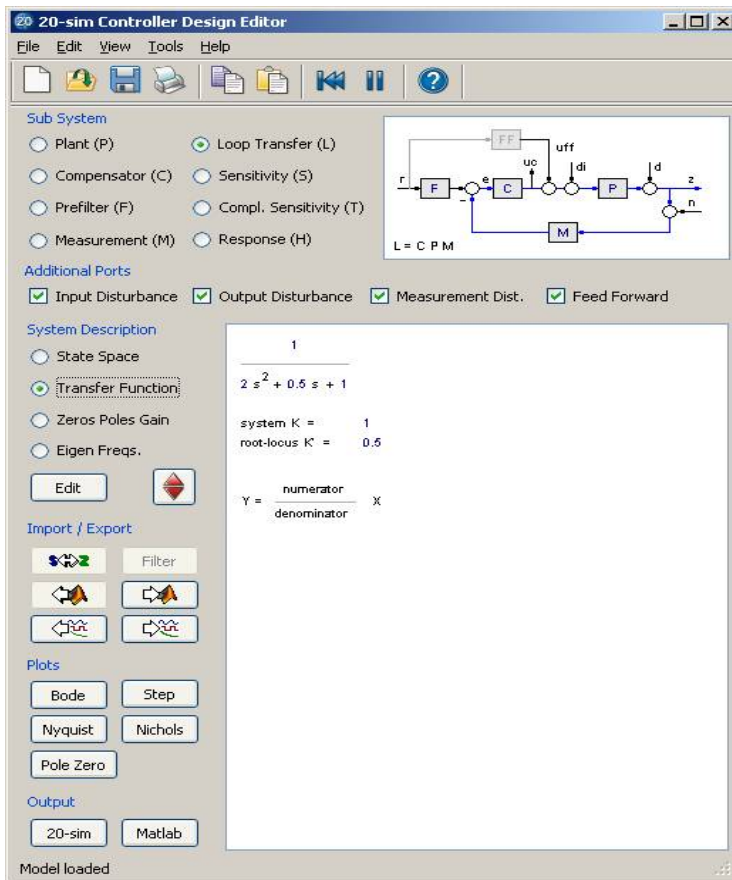 20 20-sim Controller Design Editor
File Edit View Tools Help
Sub System
Plant (P)
Loop Transfer (L)
Compensator (C)
Sensitivity (S)
Prefilter (F)
Compl. Sensitivity (T)
Measurement (M)
Response (H)
FF
uff
r
F
e
C
uc
di
P
d
z
n
M
L = C P M
Additional Ports
Input Disturbance
Output Disturbance
Measurement Dist.
Feed Forward
System Description
State Space
Transfer Function
Zeros Poles Gain
Eigen Freqs.
Edit
1
2 s² + 0.5 s + 1
system K = 1
root-locus K' = 0.5
numerator
Y = X
denominator
Import / Export
S Z
Filter
Plots
Bode
Step
Nyquist
Nichols
Pole Zero
Output
20-sim
Matlab
Model loaded